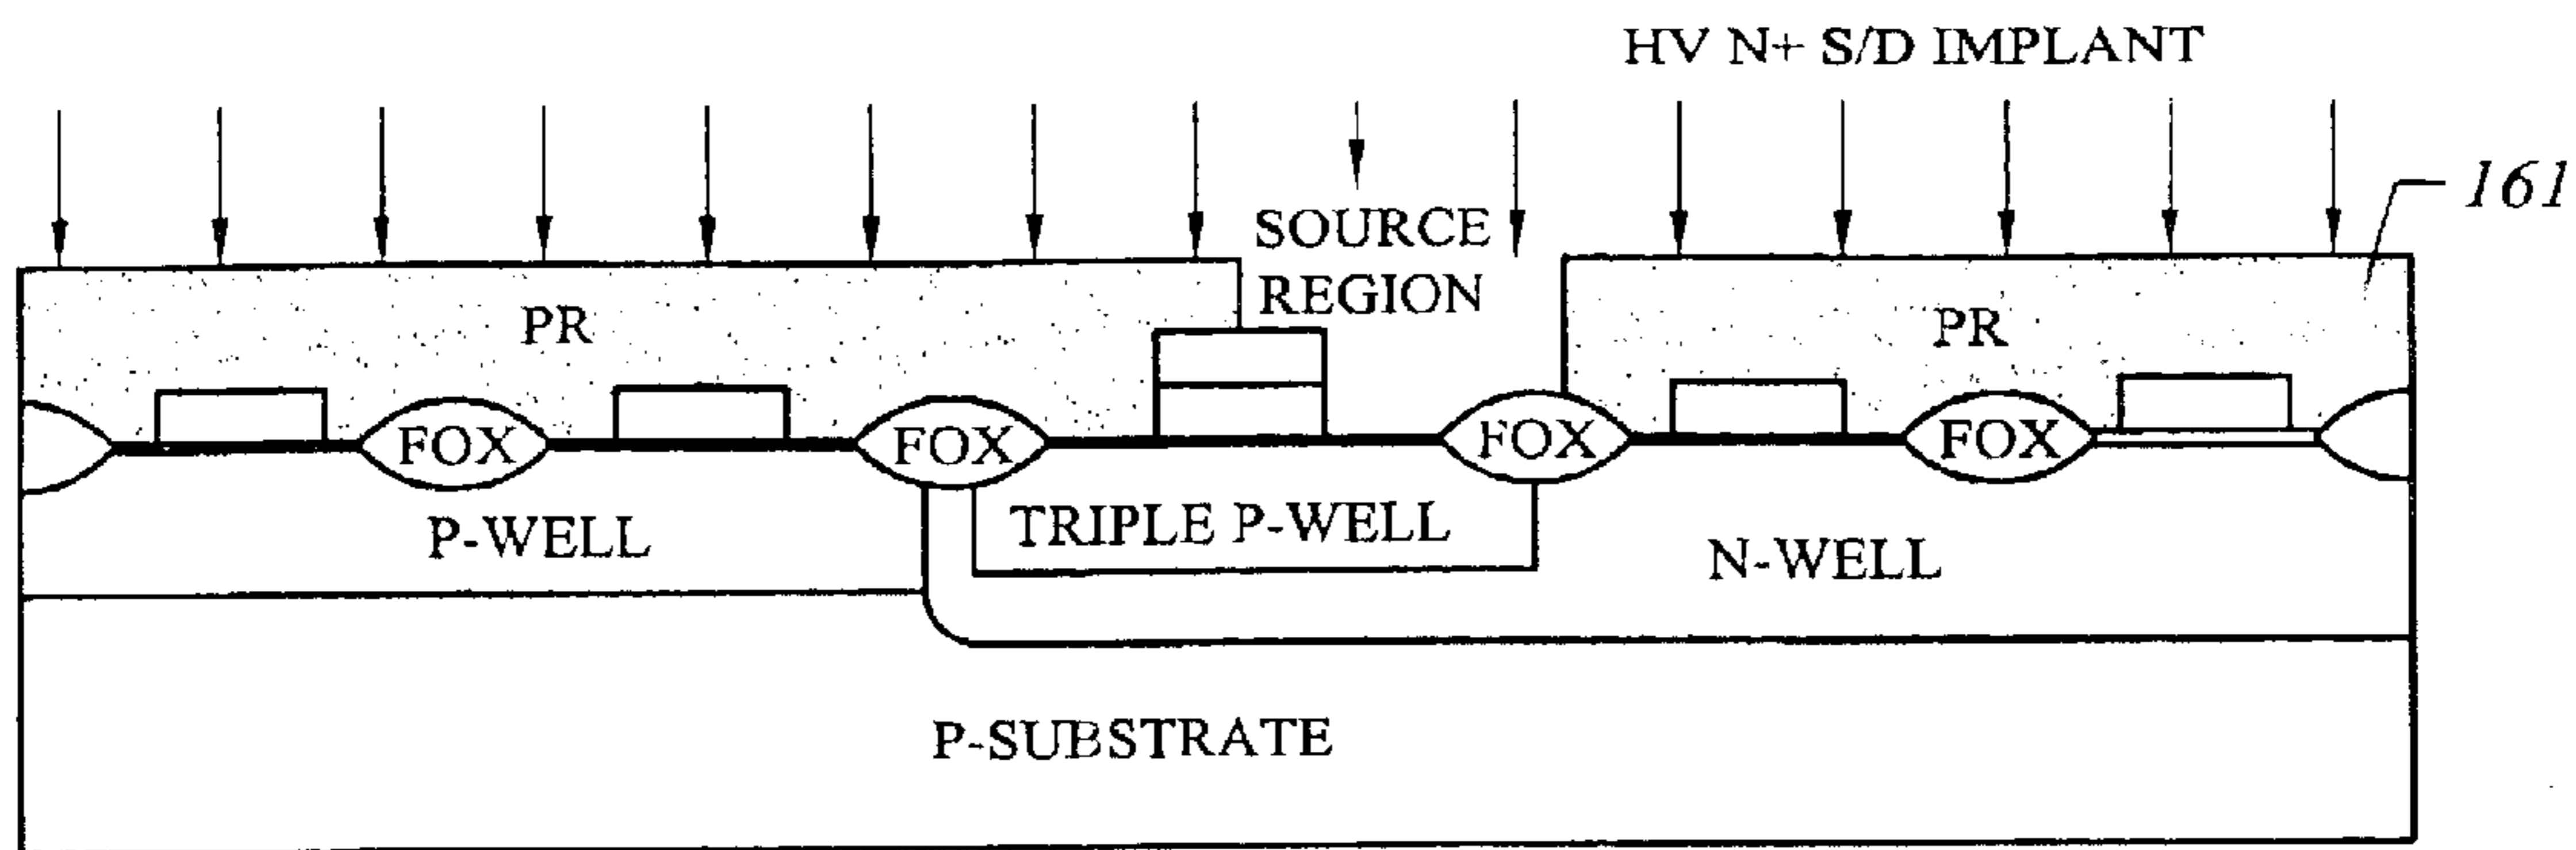 HV N+ S/D IMPLANT
161
SOURCE
REGION
PR
PR
FOX
FOX
FOX
FOX
P-WELL
TRIPLE P-WELL
N-WELL
P-SUBSTRATE